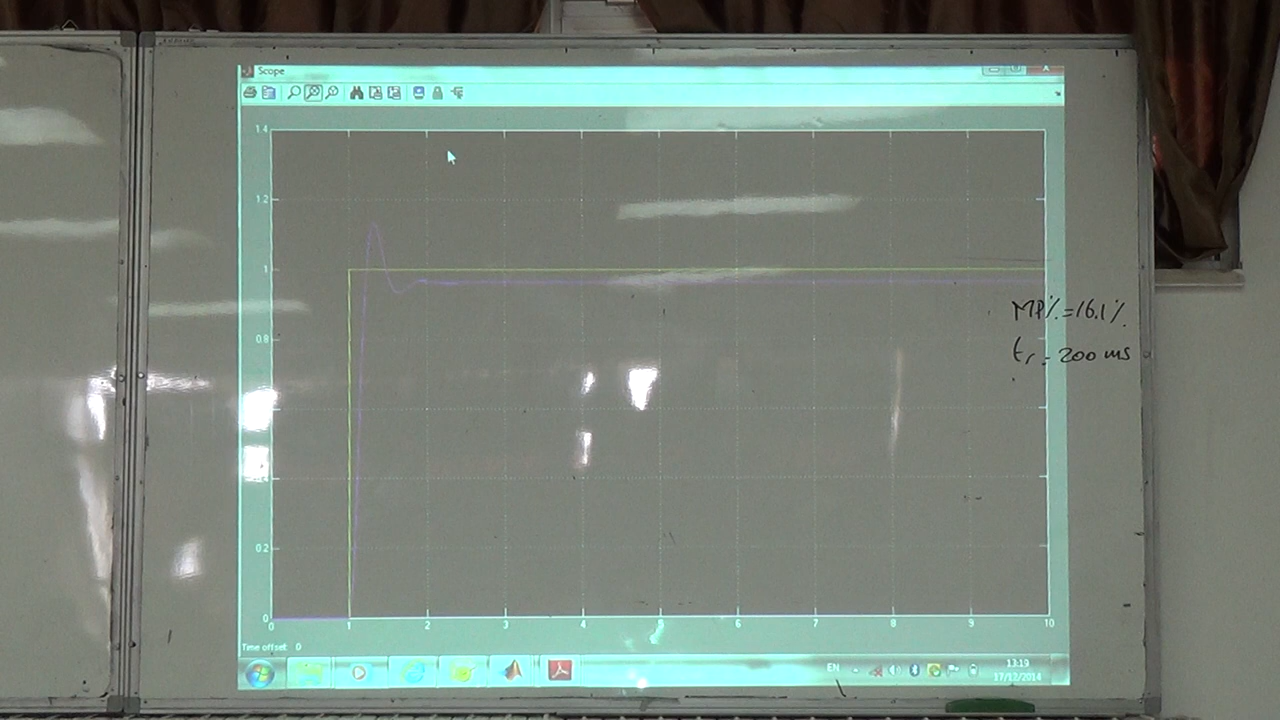 Scope
1.4
1.2
1
0.8
0.2
0
0 1 2 3 4 5 6 7 8 9 10
Time offset: 0
MP%=16.1%
tr=200 ms
EN
13:19
17/12/2014